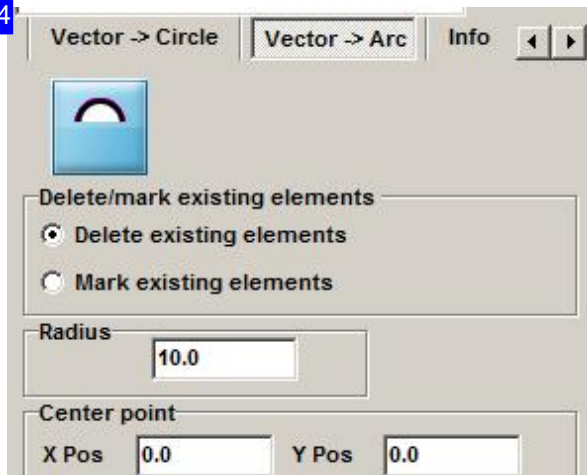 4
Vector -> Circle Vector -> Arc Info
Delete/mark existing elements
Delete existing elements
Mark existing elements
Radius
10.0
Center point
X Pos 0.0 Y Pos 0.0